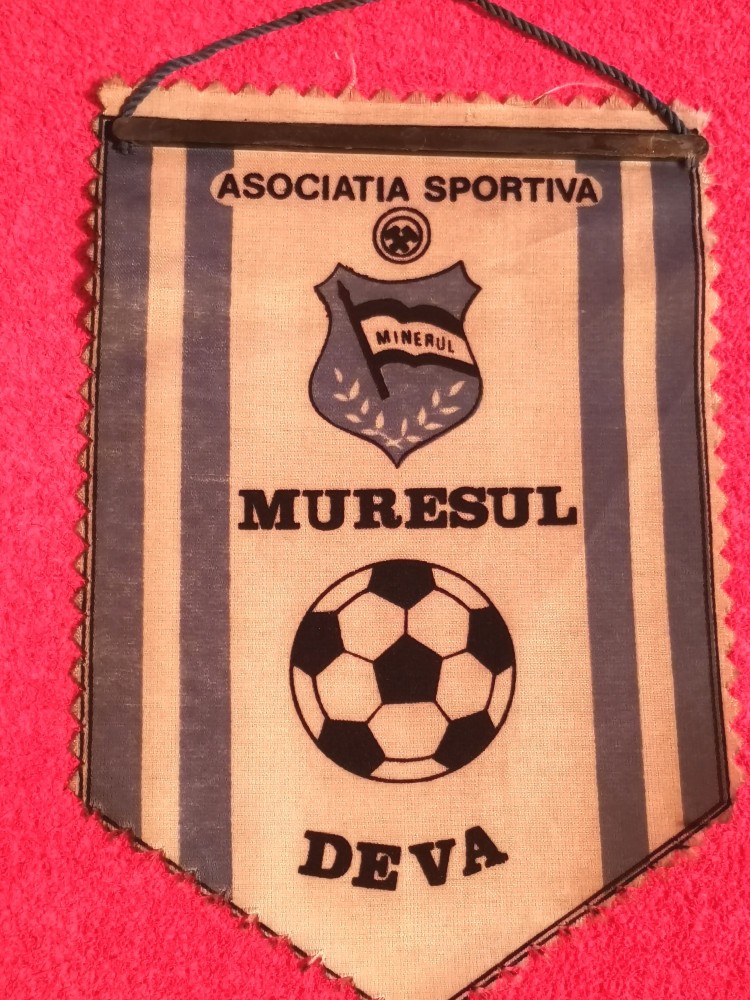 ASOCIATIA SPORTIVA
MINERUL
MURESUL
DEVA